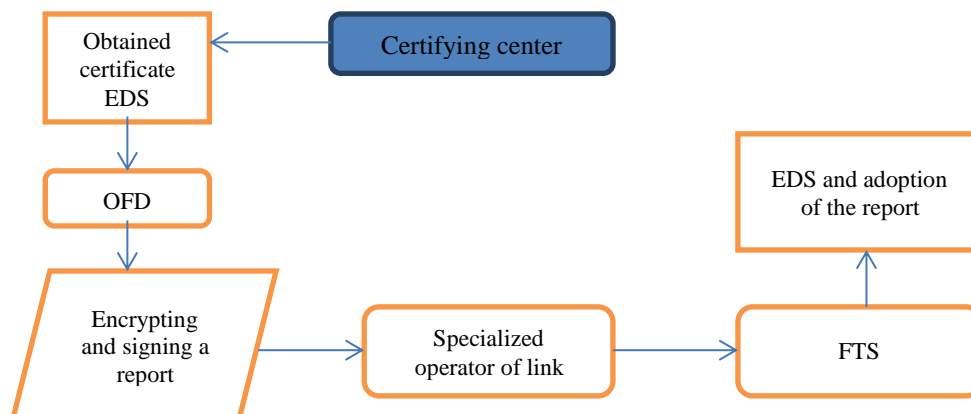 Obtained
certificate
EDS
Certifying center
OFD
EDS and adoption
of the report
Encrypting
and signing a
report
Specialized
operator of link
FTS